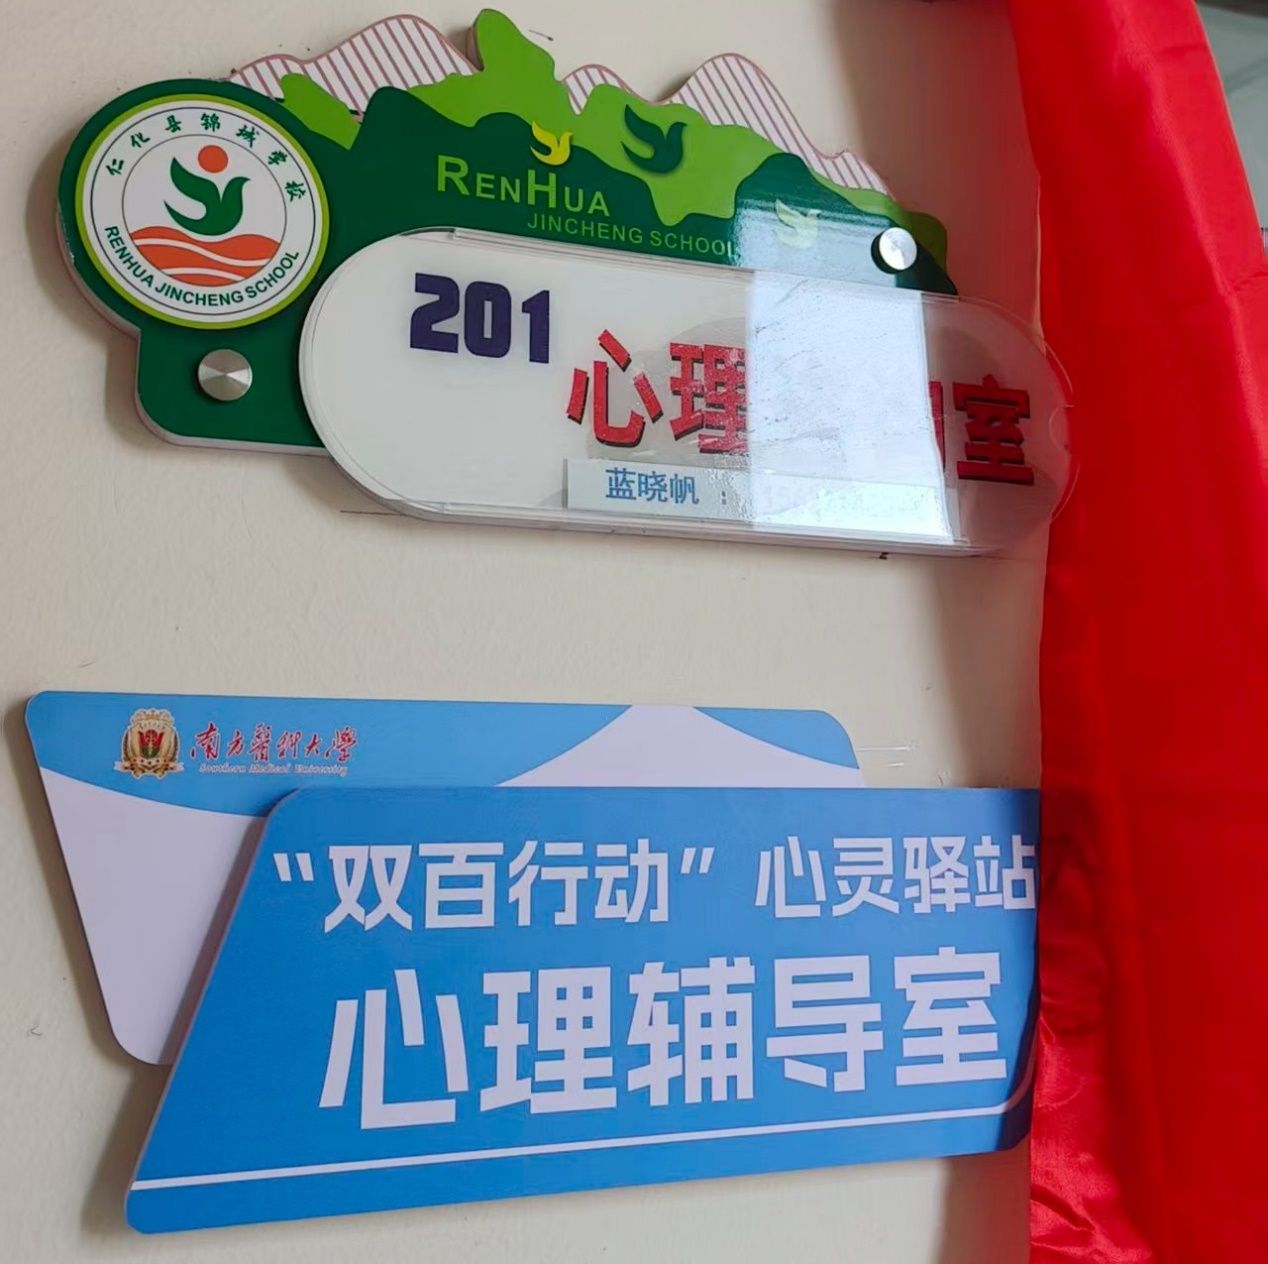 仁化县锦城学校
RENHUA JINCHENG SCHOOL
RENHUA
JINCHENG SCHOOL
201
心理 室
蓝晓帆：
南方醫科大學
Southern Medical University
“双百行动”心灵驿站
心理辅导室